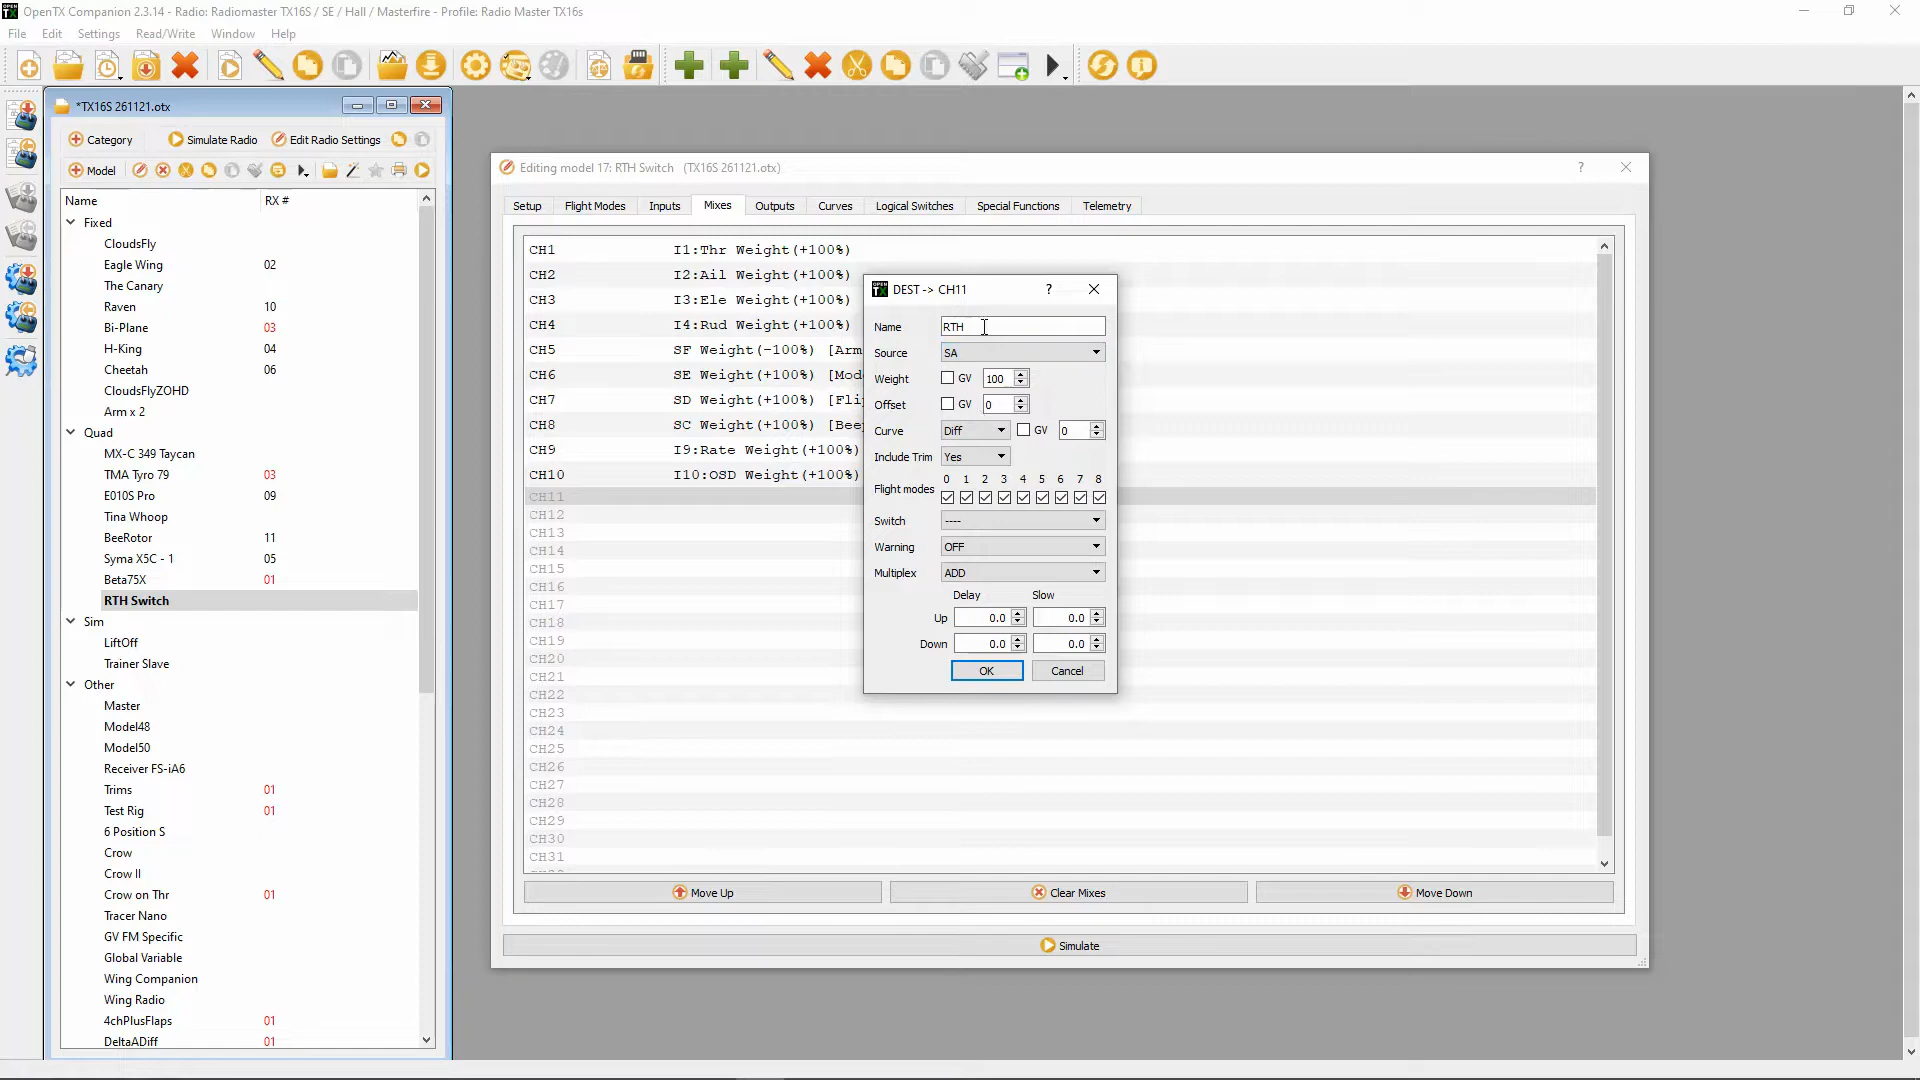 OpenTX Companion 2.3.14 - Radio: Radiomaster TX16S / SE / Hall / Masterfire - Profile: Radio Master TX16s
File Edit Settings Read/Write Window Help
*TX16S 261121.otx
Category Simulate Radio Edit Radio Settings
Model
Name RX #
Fixed
CloudsFly
Eagle Wing 02
The Canary
Raven 10
Bi-Plane 03
H-King 04
Cheetah 06
CloudsFlyZOHD
Arm x 2
Quad
MX-C 349 Taycan
TMA Tyro 79 03
E010S Pro 09
Tina Whoop
BeeRotor 11
Syma X5C - 1 05
Beta75X 01
RTH Switch
Sim
LiftOff
Trainer Slave
Other
Master
Model48
Model50
Receiver FS-iA6
Trims 01
Test Rig 01
6 Position S
Crow
Crow II
Crow on Thr 01
Tracer Nano
GV FM Specific
Global Variable
Wing Companion
Wing Radio
4chPlusFlaps 01
DeltaADiff 01
Editing model 17: RTH Switch (TX16S 261121.otx) ?
Setup Flight Modes Inputs Mixes Outputs Curves Logical Switches Special Functions Telemetry
CH1 I1:Thr Weight(+100%)
CH2 I2:Ail Weight(+100%)
CH3 I3:Ele Weight(+100%)
CH4 I4:Rud Weight(+100%)
CH5 SF Weight(-100%) [Arm
CH6 SE Weight(+100%) [Mod
CH7 SD Weight(+100%) [Fli
CH8 SC Weight(+100%) [Bee
CH9 I9:Rate Weight(+100%)
CH10 I10:OSD Weight(+100%)
CH11
CH12
CH13
CH14
CH15
CH16
CH17
CH18
CH19
CH20
CH21
CH22
CH23
CH24
CH25
CH26
CH27
CH28
CH29
CH30
CH31
Move Up Clear Mixes Move Down
Simulate
OPEN TX DEST -> CH11 ?
Name RTH
Source SA
Weight GV 100
Offset GV 0
Curve Diff GV 0
Include Trim Yes
0 1 2 3 4 5 6 7 8
Flight modes
Switch ----
Warning OFF
Multiplex ADD
Delay Slow
Up 0.0 0.0
Down 0.0 0.0
OK Cancel